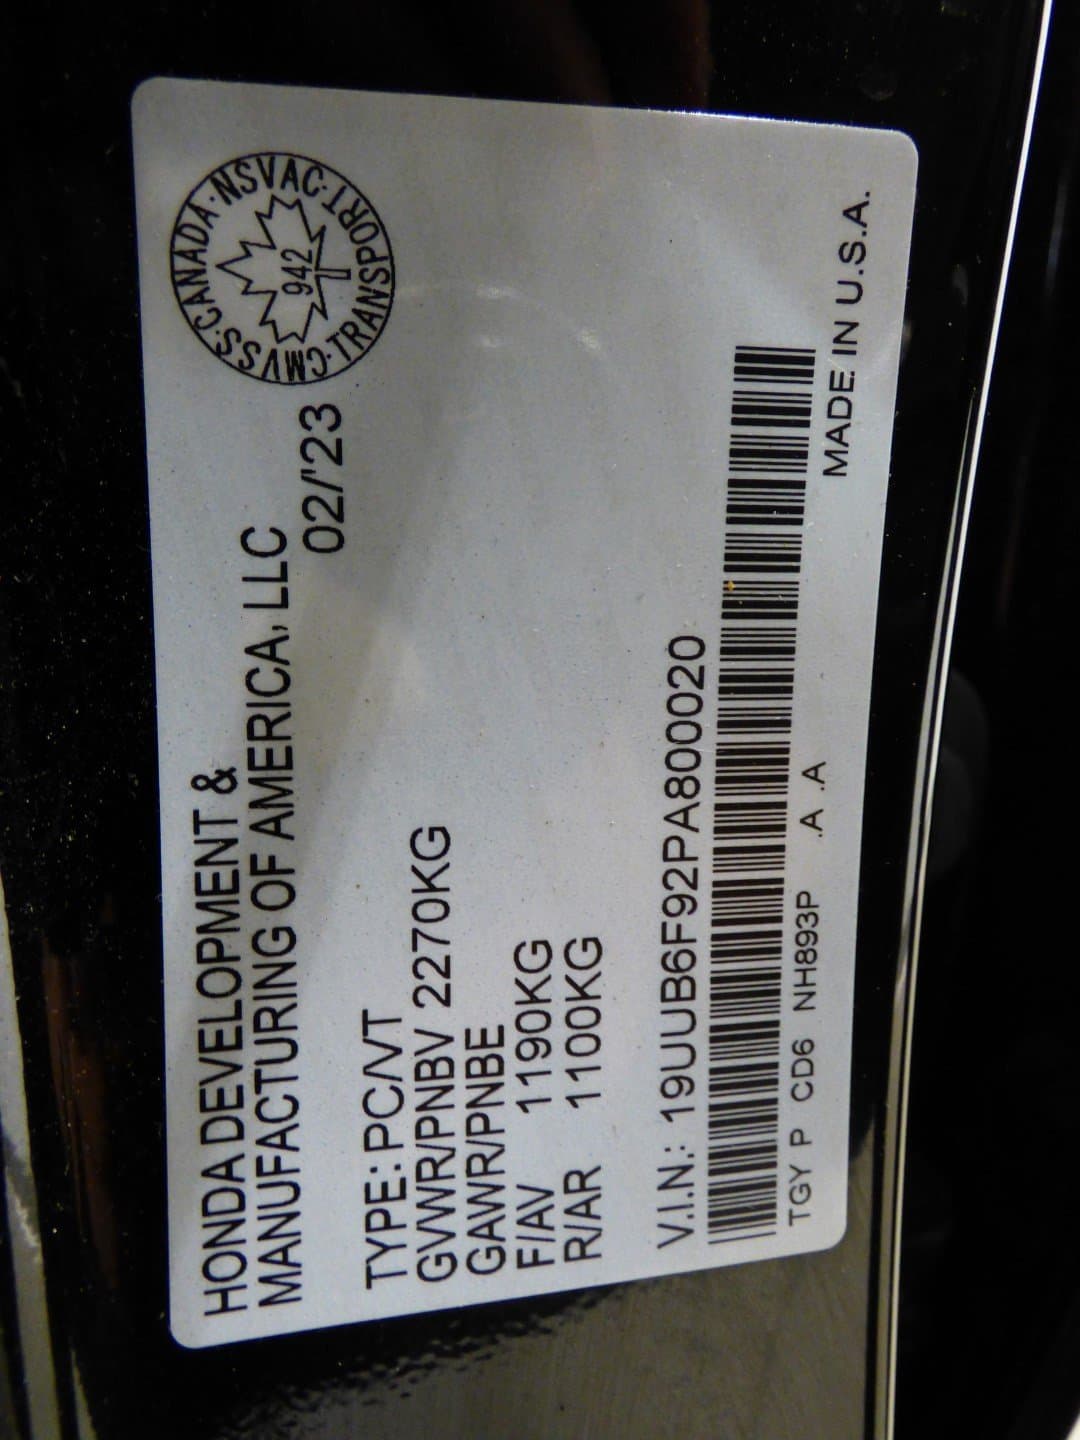 HONDA DEVELOPMENT &
MANUFACTURING OF AMERICA, LLC
02/'23
CMVSS·CANADA·NSVAC·TRANSPORT·
942
TYPE: PC/VT
GVWR/PNBV 2270KG
GAWR/PNBE
F/AV 1190KG
R/AR 1100KG
V.I.N.: 19UUB6F92PA800020
TGY P CD6 NH893P .A .A
MADE IN U.S.A.